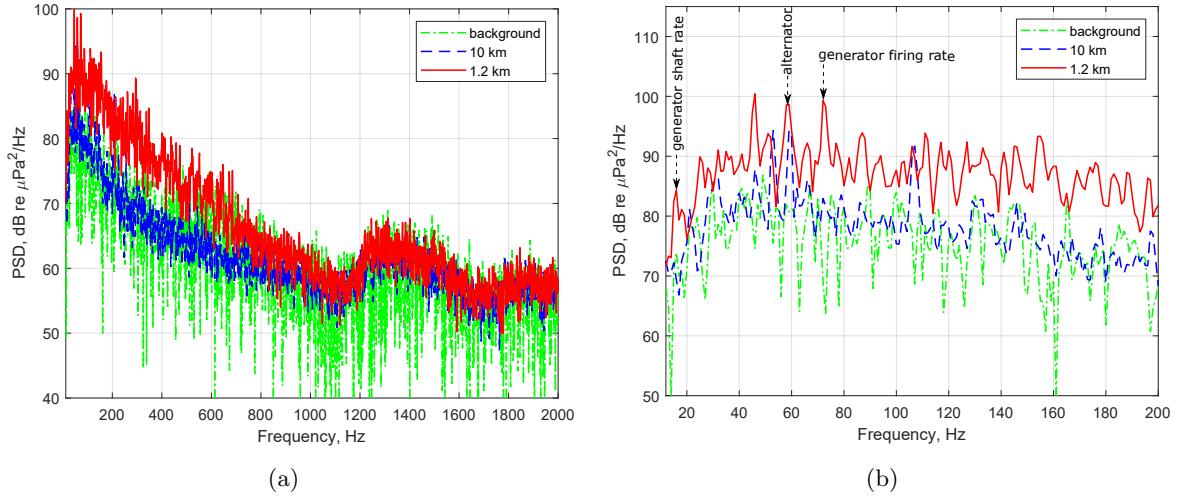 100
90
80
70
60
50
40
200
400
600
800
1000
1200
1400
1600
1800
2000
PSD, dB re μPa²/Hz
Frequency, Hz
background
10 km
1.2 km
(a)
110
100
90
80
70
60
50
20
40
60
80
100
120
140
160
180
200
PSD, dB re μPa²/Hz
Frequency, Hz
generator shaft rate
alternator
generator firing rate
background
10 km
1.2 km
(b)